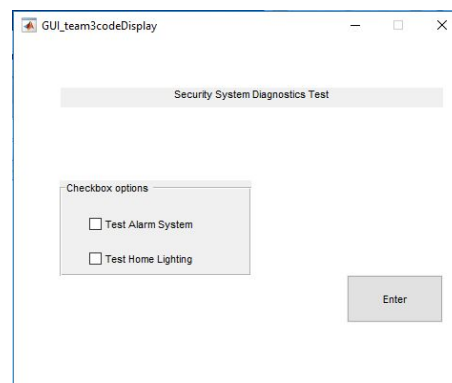 GUI_team3codeDisplay
Security System Diagnostics Test
Checkbox options
Test Alarm System
Test Home Lighting
Enter